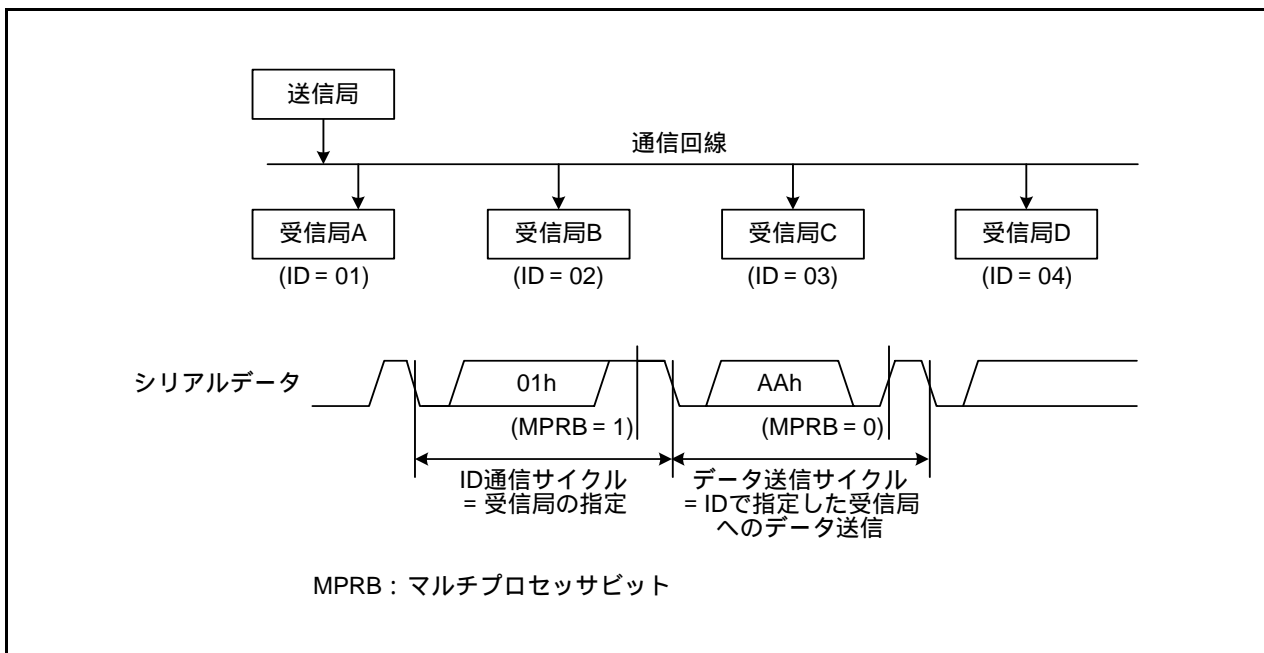 送信局
通信回線
受信局A 受信局B 受信局C 受信局D
(ID = 01) (ID = 02) (ID = 03) (ID = 04)
シリアルデータ 01h AAh
(MPRB = 1) (MPRB = 0)
ID通信サイクル
= 受信局の指定
データ送信サイクル
= IDで指定した受信局
へのデータ送信
MPRB : マルチプロセッサビット